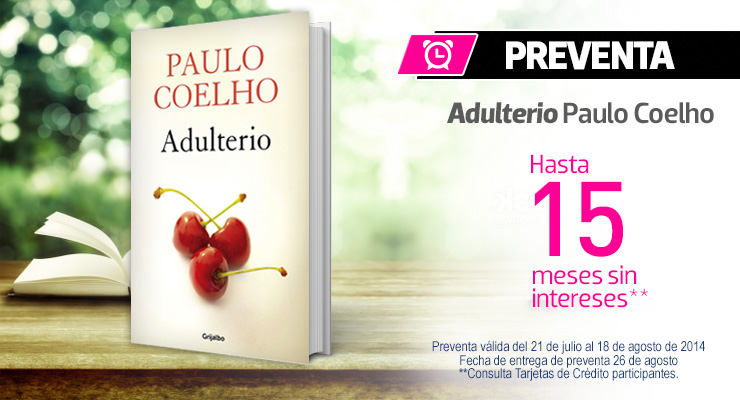 PAULO
COELHO
Adulterio
Grijalbo
PREVENTA
Adulterio Paulo Coelho
Hasta
15
meses sin
intereses**
Preventa válida del 21 de julio al 18 de agosto de 2014
Fecha de entrega de preventa 26 de agosto
**Consulta Tarjetas de Crédito participantes.